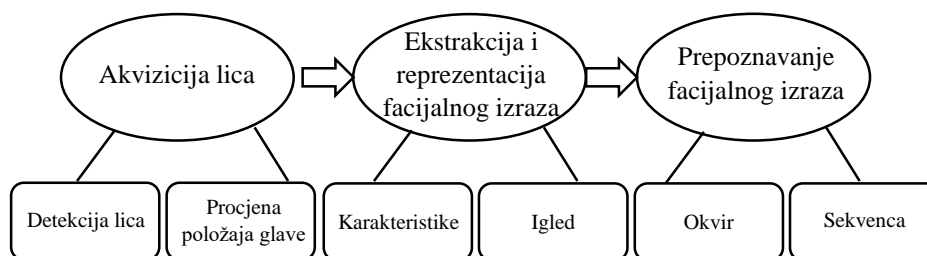 Akvizicija lica
Ekstrakcija i
reprezentacija
facijalnog izraza
Prepoznavanje
facijalnog izraza
Detekcija lica
Procjena
položaja glave
Karakteristike
Igled
Okvir
Sekvenca